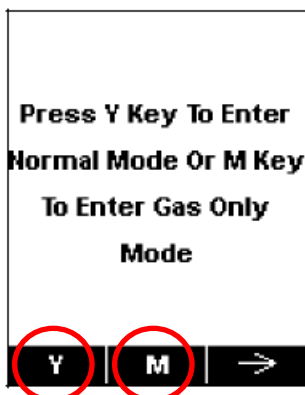 Press Y Key To Enter
Normal Mode Or M Key
To Enter Gas Only
Mode
Y M →